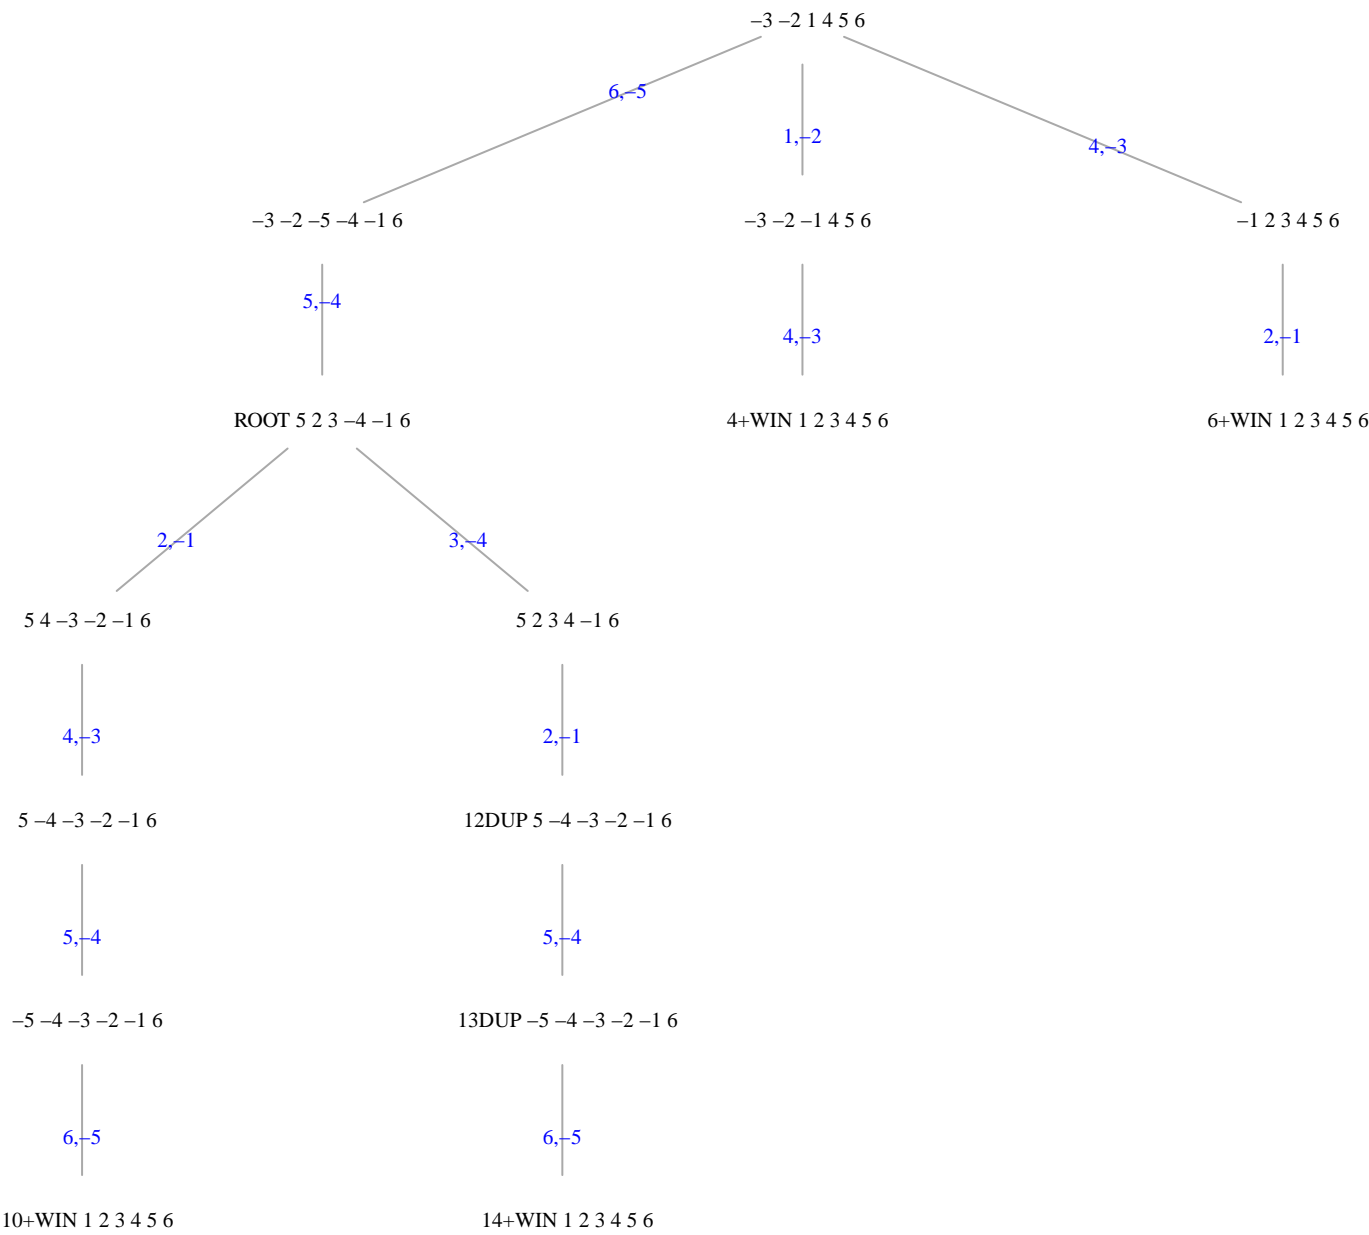 –3 –2 1 4 5 6
6,–5
1,–2
4,–3
–3 –2 –5 –4 –1 6
–3 –2 –1 4 5 6
–1 2 3 4 5 6
5,–4
4,–3
2,–1
ROOT 5 2 3 –4 –1 6
4+WIN 1 2 3 4 5 6
6+WIN 1 2 3 4 5 6
2,–1
3,–4
5 4 –3 –2 –1 6
5 2 3 4 –1 6
4,–3
2,–1
5 –4 –3 –2 –1 6
12DUP 5 –4 –3 –2 –1 6
5,–4
5,–4
–5 –4 –3 –2 –1 6
13DUP –5 –4 –3 –2 –1 6
6,–5
6,–5
10+WIN 1 2 3 4 5 6
14+WIN 1 2 3 4 5 6